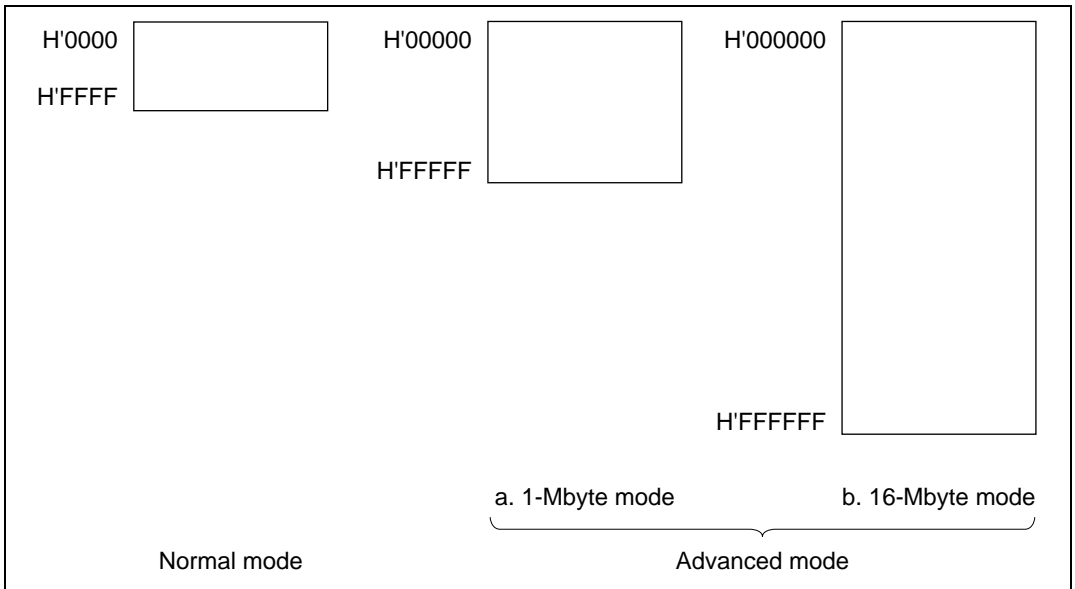 H'0000
H'FFFF
H'00000
H'FFFFF
H'000000
H'FFFFFF
a. 1-Mbyte mode
b. 16-Mbyte mode
Normal mode
Advanced mode